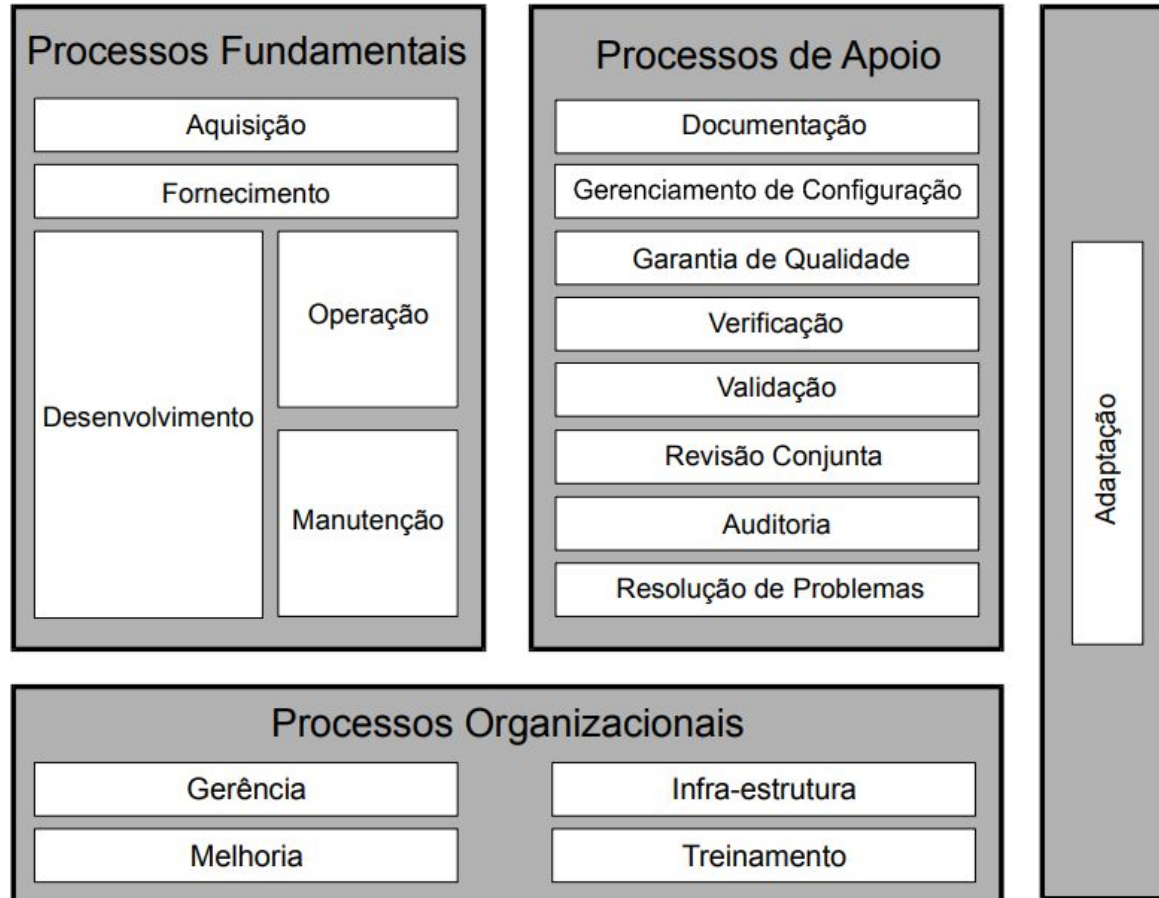 Processos Fundamentais
Aquisição
Fornecimento
Desenvolvimento
Operação
Manutenção
Processos de Apoio
Documentação
Gerenciamento de Configuração
Garantia de Qualidade
Verificação
Validação
Revisão Conjunta
Auditoria
Resolução de Problemas
Adaptação
Processos Organizacionais
Gerência
Infra-estrutura
Melhoria
Treinamento